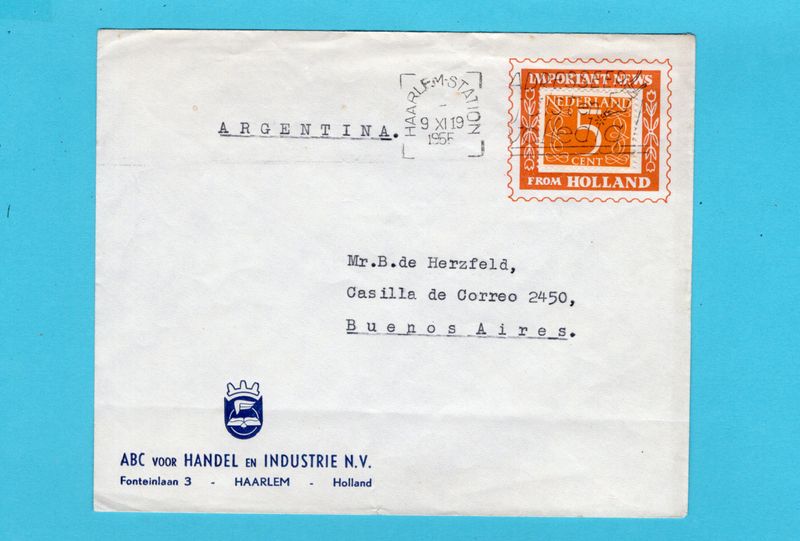 HAARLEM-STATION
9 XI 19
1955
IMPORTANT NEWS
NEDERLAND
5
CENT
FROM HOLLAND
ARGENTINA.
Mr.B.de Herzfeld,
Casilla de Correo 2450,
Buenos Aires.
ABC VOOR HANDEL EN INDUSTRIE N.V.
Fonteinlaan 3 - HAARLEM - Holland